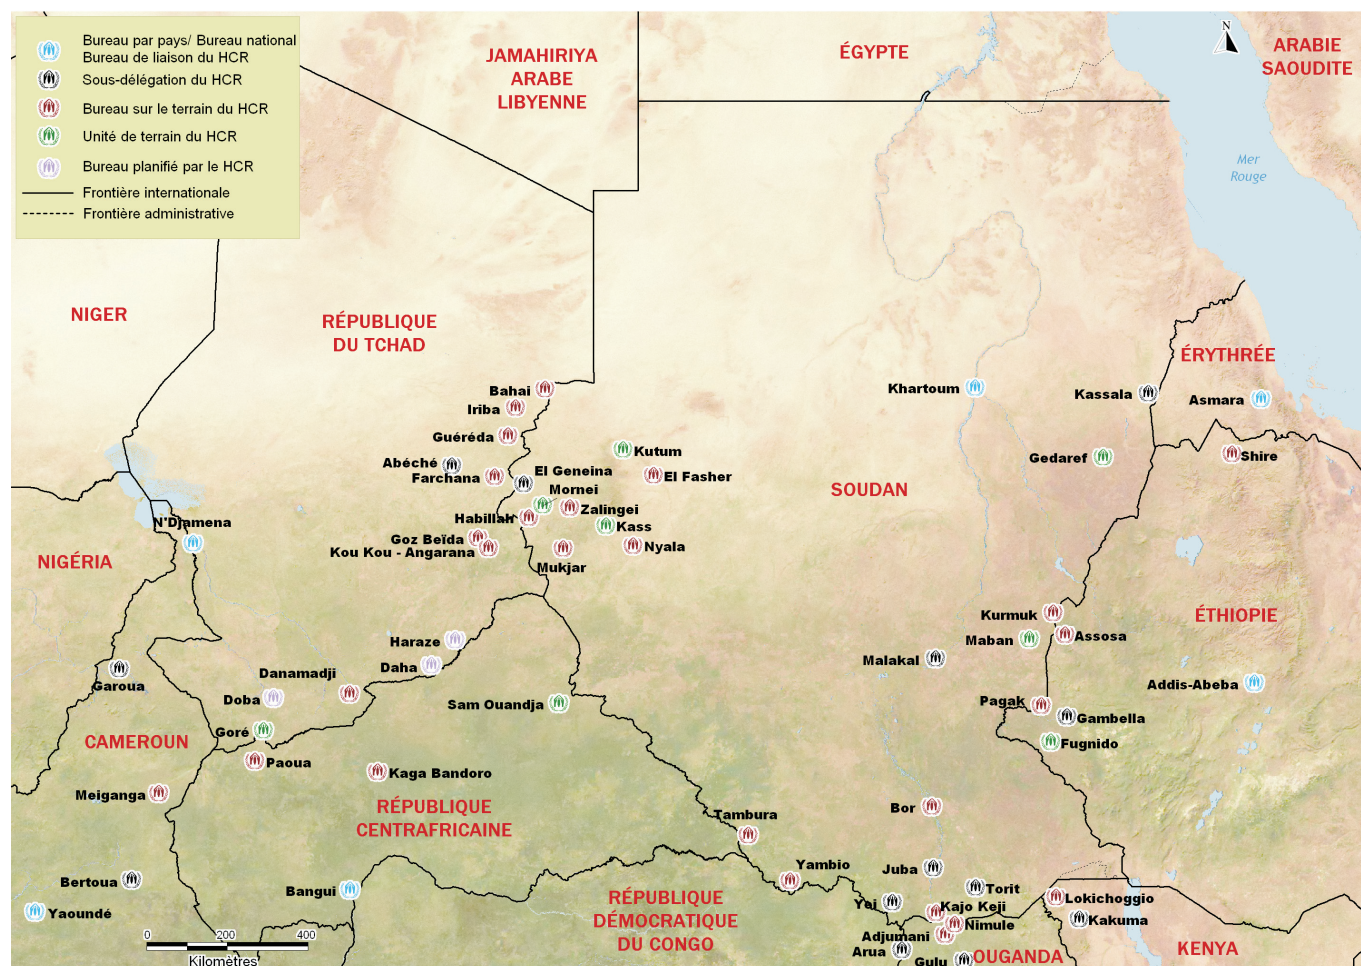 Bureau par pays/ Bureau national
Bureau de liaison du HCR
Sous-délégation du HCR
Bureau sur le terrain du HCR
Unité de terrain du HCR
Bureau planifié par le HCR
Frontière internationale
Frontière administrative
JAMAHIRIYA
ARABE
LIBYENNE
ÉGYPTE
N
ARABIE
SAOUDITE
Mer
Rouge
NIGER
RÉPUBLIQUE
DU TCHAD
ÉRYTHRÉE
Bahai
Iriba
Khartoum
Kassala
Asmara
Guéréda
Kutum
Gedaref
Shire
Abéché
Farchana
El Geneina
El Fasher
Mornei
SOUDAN
Zalingei
Habillah
N'Djamena
Kass
Goz Beïda
Kou Kou - Angarana
Nyala
Mukjar
NIGÉRIA
ÉTHIOPIE
Kurmuk
Maban
Assosa
Haraze
Daha
Malakal
Danamadji
Garoua
Doba
Addis-Abeba
Sam Ouandja
Pagak
Gambella
Goré
CAMEROUN
Fugnido
Paoua
Kaga Bandoro
Meiganga
RÉPUBLIQUE
CENTRAFRICAINE
Bor
Tambura
Yambio
Juba
Bertoua
Bangui
Torit
RÉPUBLIQUE
DÉMOCRATIQUE
DU CONGO
Yei
Kajo Keji
Lokichoggio
Yaoundé
Nimule
Kakuma
Adjumani
Arua
Gulu
OUGANDA
KENYA
0 200 400
Kilomètres